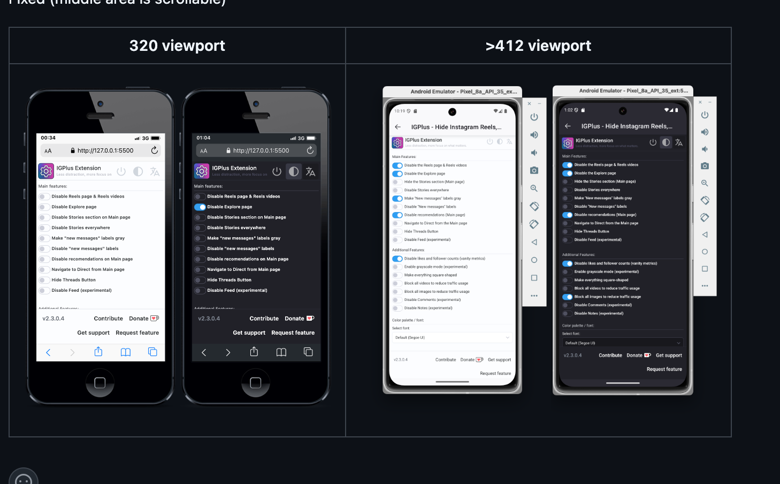 Fixed (middle area is scrollable)
320 viewport
>412 viewport
00:34
3G
AA
http://127.0.0.1:5500
IGPlus Extension
Less distraction, more focus on
Main features:
Disable Reels page & Reels videos
Disable Explore page
Disable Stories section on Main page
Disable Stories everywhere
Make "new messages" labels gray
Disable "new messages" labels
Disable recomendations on Main page
Navigate to Direct from Main page
Hide Threads Button
Disable Feed (experimental)
Additional Features:
v2.3.0.4
Contribute
Donate
Get support
Request feature
01:04
3G
AA
http://127.0.0.1:5500
IGPlus Extension
Main features:
Disable Reels page & Reels videos
Disable Explore page
Disable Stories section on Main page
Disable Stories everywhere
Make "new messages" labels gray
Disable "new messages" labels
Disable recomendations on Main page
Navigate to Direct from Main page
Hide Threads Button
Disable Feed (experimental)
v2.3.0.4
Contribute
Donate
Get support
Request feature
Android Emulator - Pixel_8a_API_35_ex...
IGPlus - Hide Instagram Reels,...
IGPlus Extension
Main Features:
Disable the Reels page & Reels videos
Disable the Explore page
Hide the Stories section (Main page)
Disable Stories everywhere
Make "New messages" labels gray
Disable "New messages" labels
Disable recommendations (Main page)
Navigate to Direct from Main page
Hide Threads Button
Disable Feed (experimental)
Additional Features:
Disable likes and follower counts (vanity metrics)
Enable grayscale mode (experimental)
Make everything square-shaped
Block all videos to reduce traffic usage
Block all images to reduce traffic usage
Disable Comments (experimental)
Disable Notes (experimental)
Color palette / font:
Select font:
Default (Segoe UI)
v2.3.0.4
Contribute
Donate
Get support
Request feature
Android Emulator - Pixel_8a_API_35_ext:5...
IGPlus - Hide Instagram Reels,...
IGPlus Extension
Main Features:
Disable the Reels page & Reels videos
Disable the Explore page
Hide the Stories section (Main page)
Disable Stories everywhere
Make "New messages" labels gray
Disable "New messages" labels
Disable recommendations (Main page)
Navigate to Direct from Main page
Hide Threads Button
Disable Feed (experimental)
Additional Features:
Disable likes and follower counts (vanity metrics)
Enable grayscale mode (experimental)
Make everything square-shaped
Block all videos to reduce traffic usage
Block all images to reduce traffic usage
Disable Comments (experimental)
Disable Notes (experimental)
Color palette / font:
Select font:
Default (Segoe UI)
v2.3.0.4
Contribute
Donate
Get support
Request feature